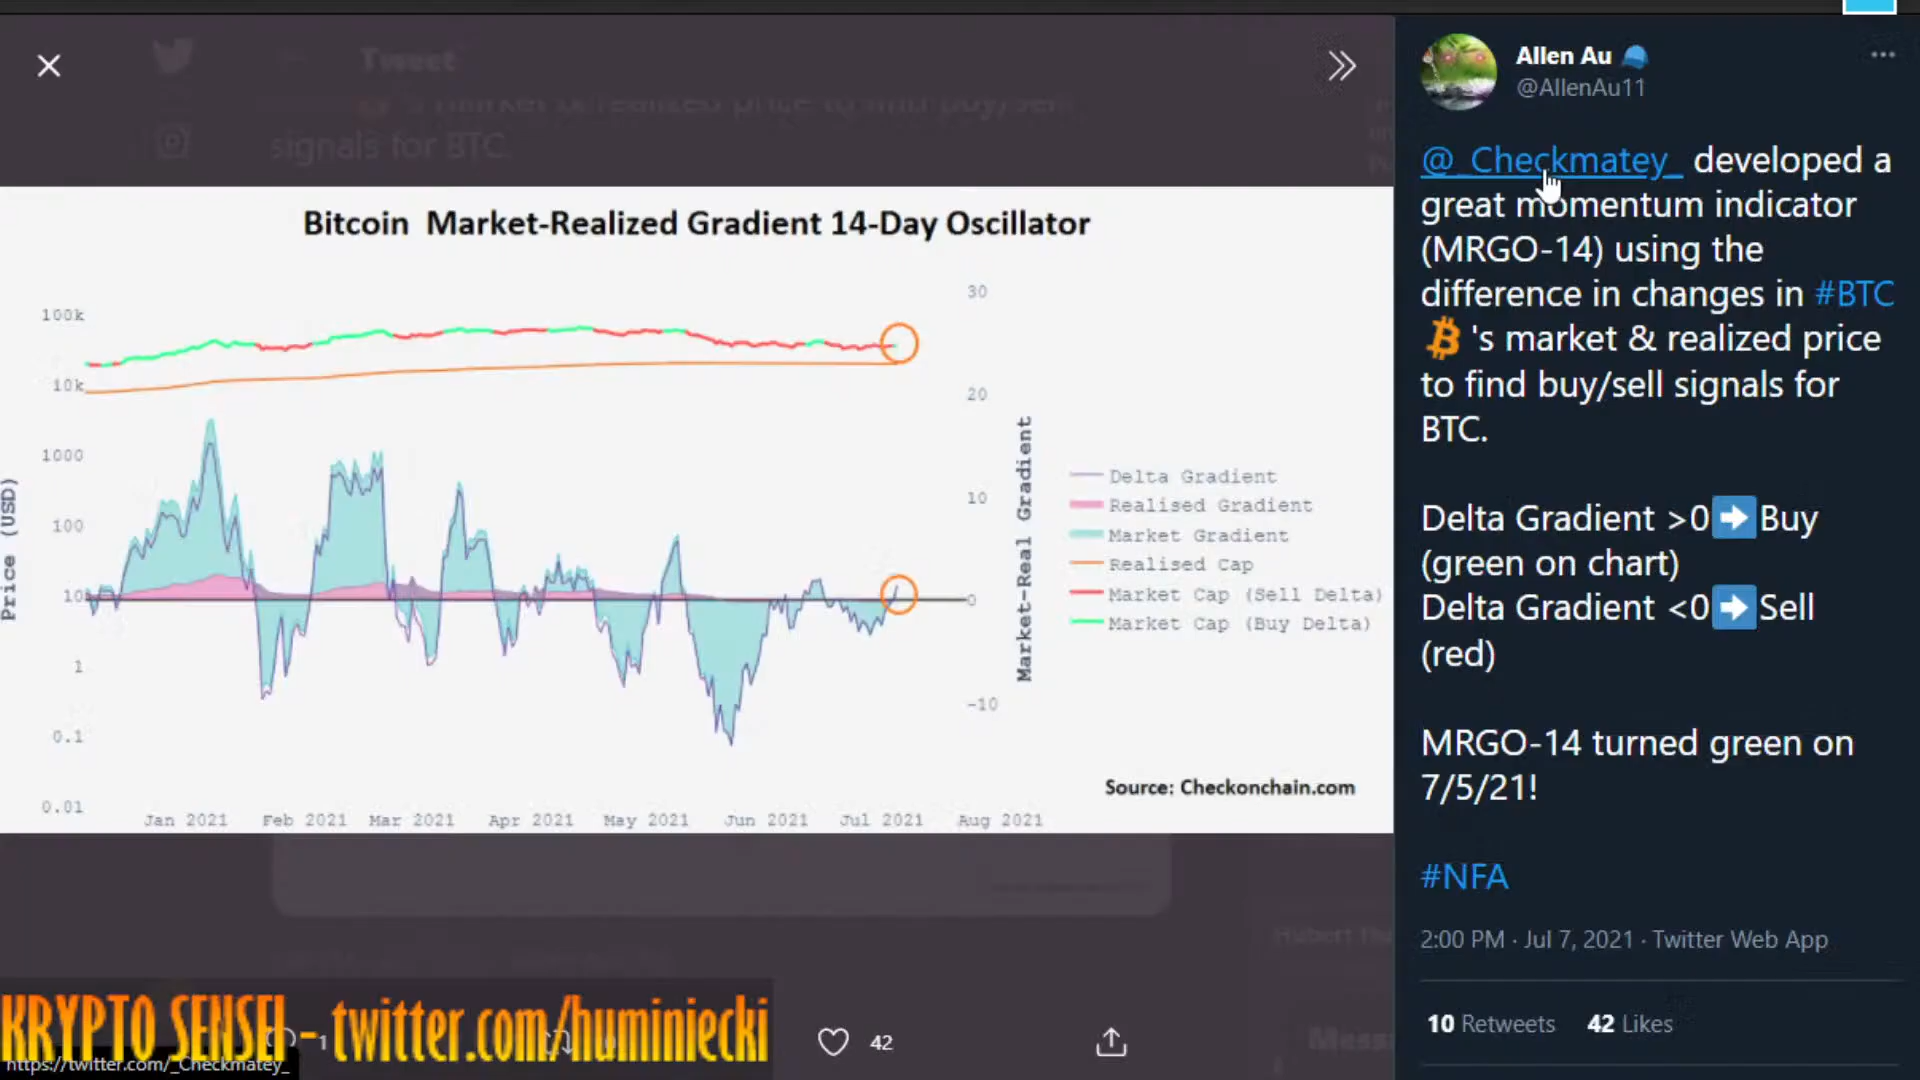 Tweet
signals for BTC
Bitcoin Market-Realized Gradient 14-Day Oscillator
Price (USD)
100k
10k
1000
100
10
1
0.1
0.01
30
20
10
0
-10
Market-Real Gradient
Delta Gradient
Realised Gradient
Market Gradient
Realised Cap
Market Cap (Sell Delta)
Market Cap (Buy Delta)
Source: Checkonchain.com
Jan 2021 Feb 2021 Mar 2021 Apr 2021 May 2021 Jun 2021 Jul 2021 Aug 2021
KRYPTO SENSEI - twitter.com/huminiecki
1
42
https://twitter.com/_Checkmatey_
Allen Au
@AllenAu11
@_Checkmatey_ developed a
great momentum indicator
(MRGO-14) using the
difference in changes in #BTC
's market & realized price
to find buy/sell signals for
BTC.
Delta Gradient >0➡Buy
(green on chart)
Delta Gradient <0➡Sell
(red)
MRGO-14 turned green on
7/5/21!
#NFA
2:00 PM · Jul 7, 2021 · Twitter Web App
10 Retweets 42 Likes